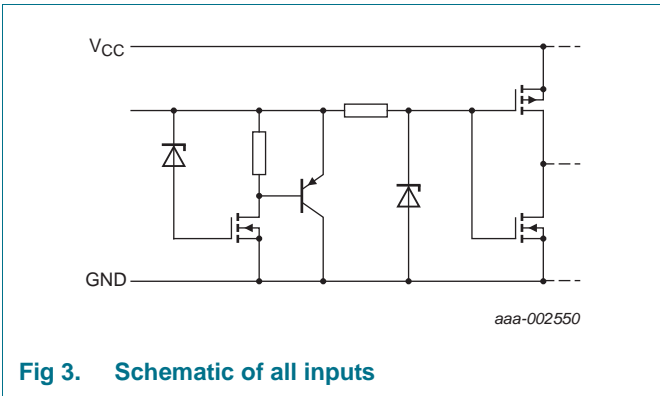 VCC
GND
aaa-002550
Fig 3. Schematic of all inputs